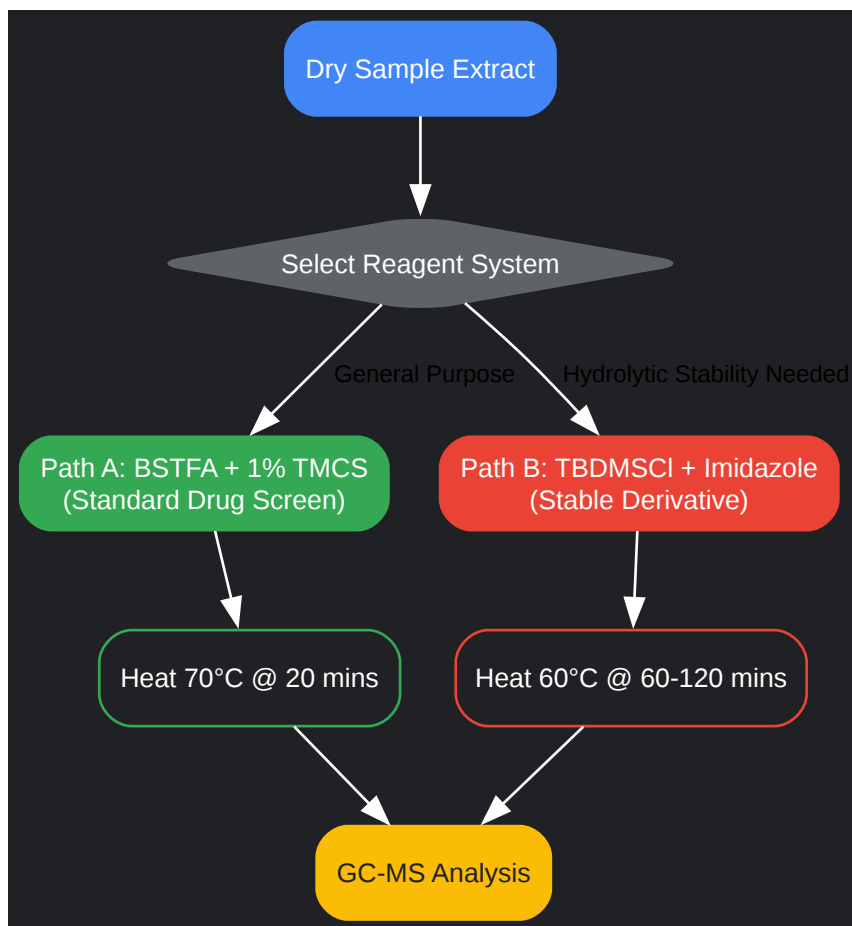 Dry Sample Extract
Select Reagent System
General Purpose
Hydrolytic Stability Needed
Path A: BSTFA + 1% TMCS
(Standard Drug Screen)
Path B: TBDMSCl + Imidazole
(Stable Derivative)
Heat 70°C @ 20 mins
Heat 60°C @ 60-120 mins
GC-MS Analysis